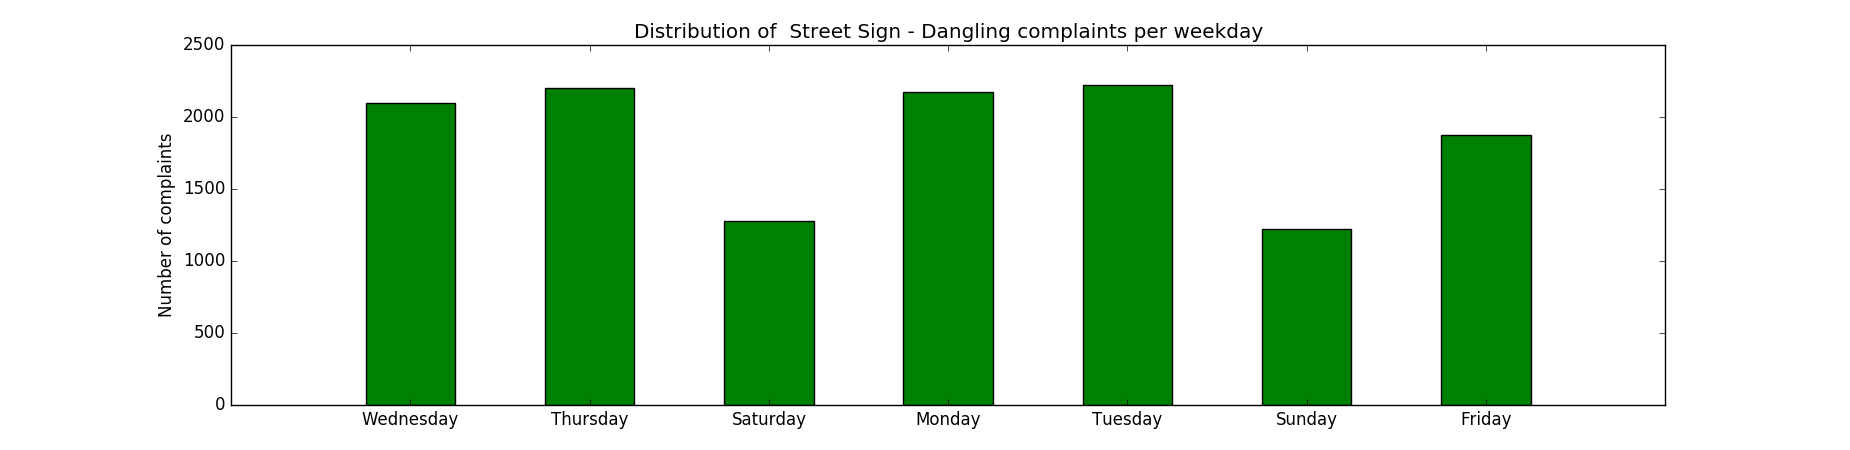 Distribution of  Street Sign - Dangling complaints per weekday
Number of complaints
2500
2000
1500
1000
500
0
Wednesday Thursday Saturday Monday Tuesday Sunday Friday